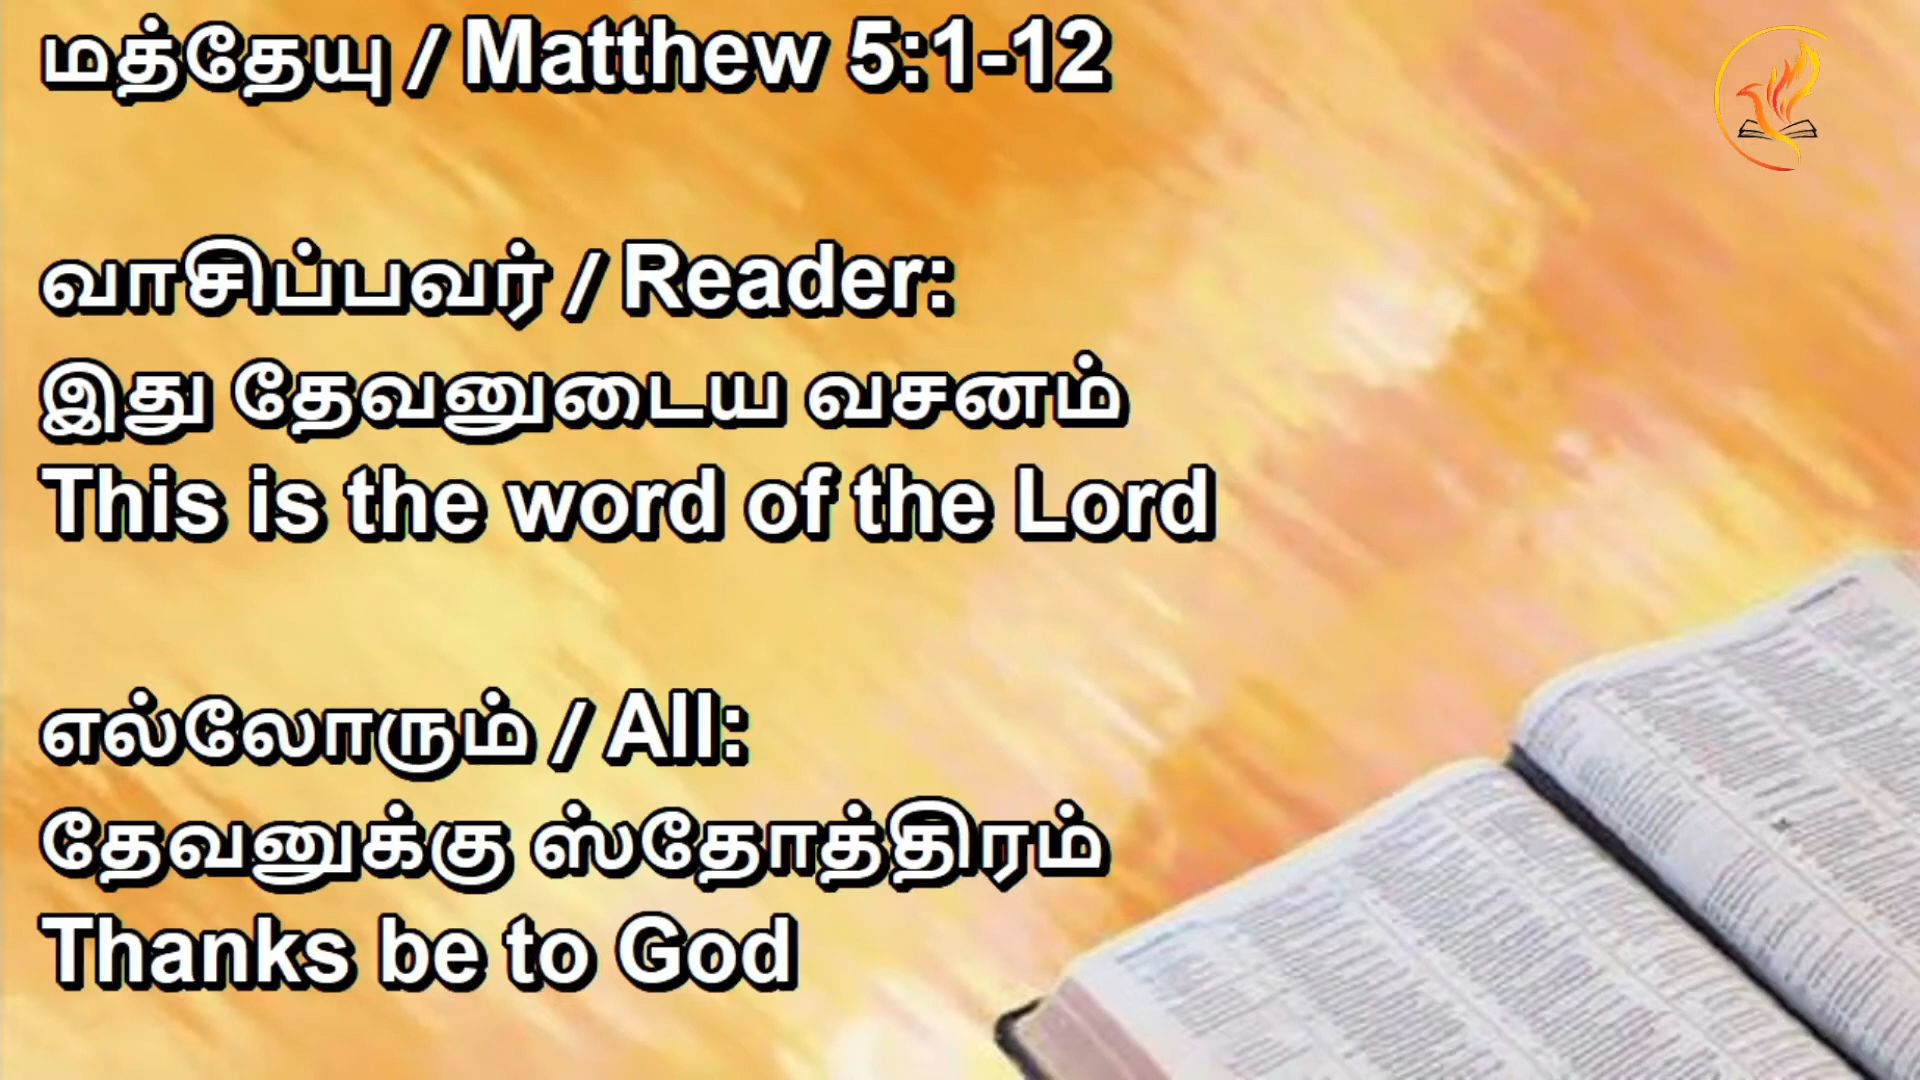 மத்தேயு / Matthew 5:1-12
வாசிப்பவர் / Reader:
இது தேவனுடைய வசனம்
This is the word of the Lord
எல்லோரும் / All:
தேவனுக்கு ஸ்தோத்திரம்
Thanks be to God